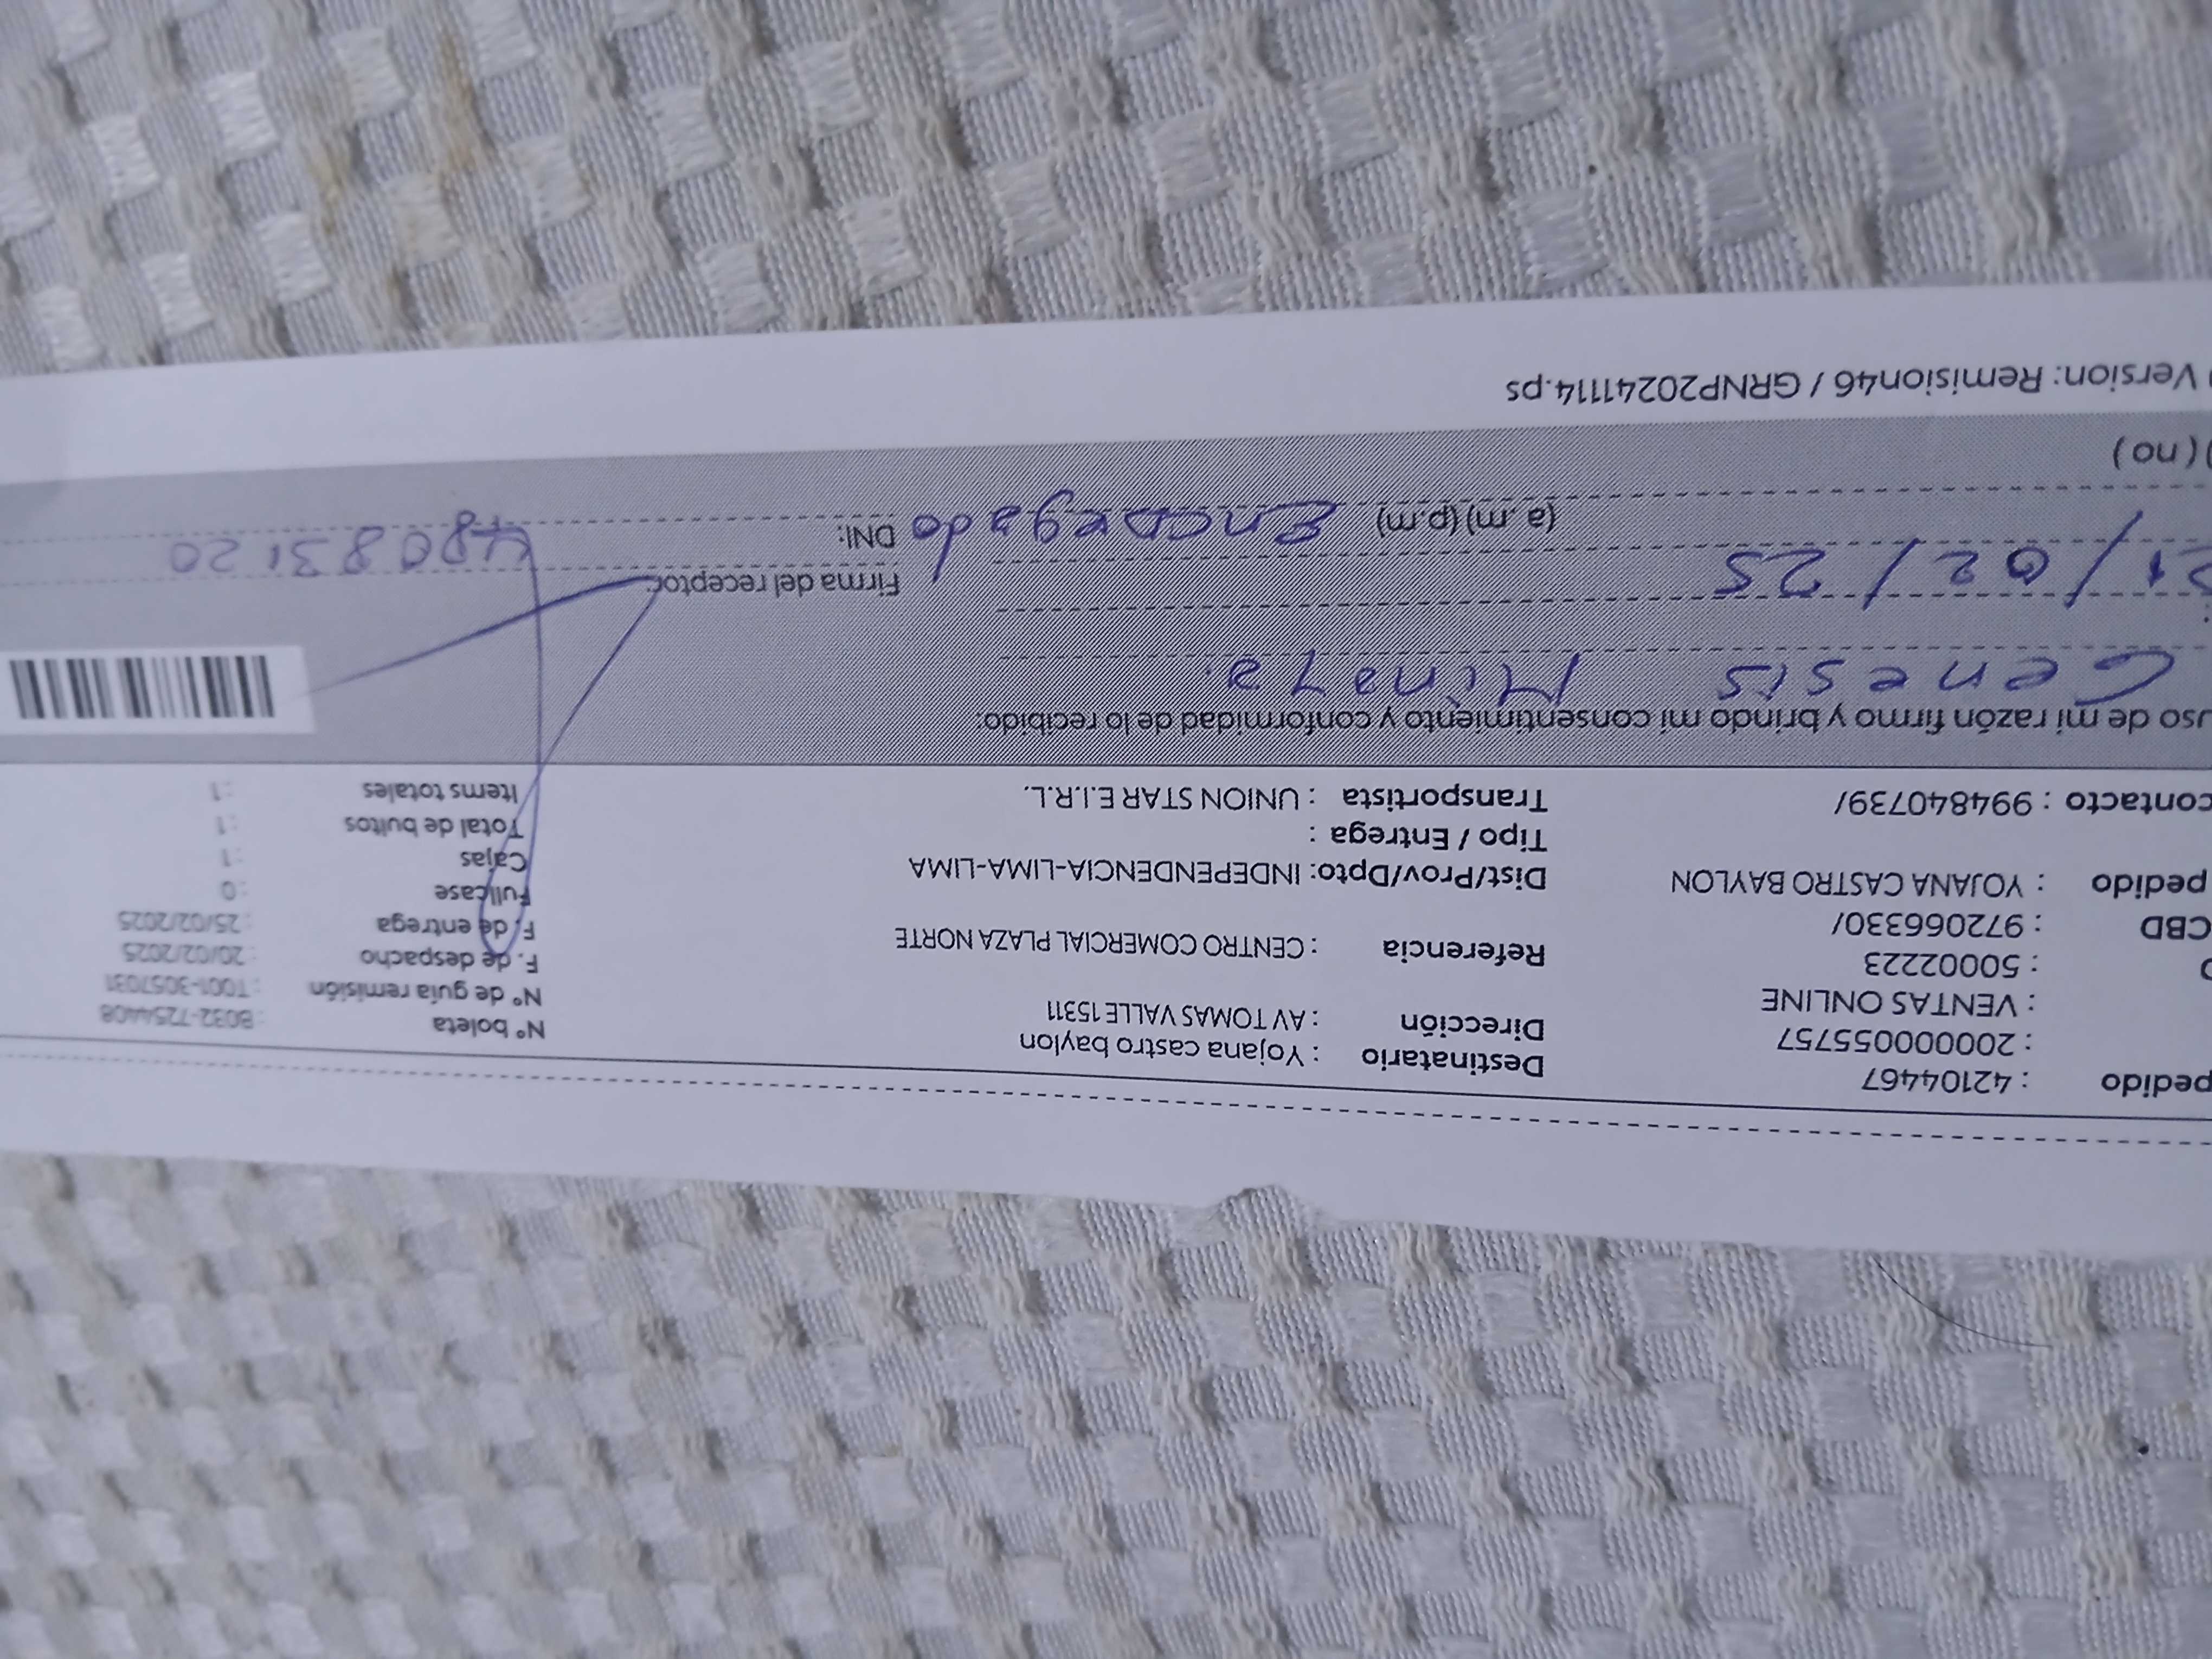 pedido : 42104467 Destinatario : Yojana castro baylon N° boleta : B032-7254408
: 20000000055757 Dirección : AV TOMAS VALLE 15311 N° de guía remisión : T001-3057031
: VENTAS ONLINE F. de despacho : 20/02/2025
: 50002223 Referencia : CENTRO COMERCIAL PLAZA NORTE F. de entrega : 25/02/2025
CBD : 972066330/ Fullcase : 0
pedido : YOJANA CASTRO BAYLON Dist/Prov/Dpto: INDEPENDENCIA-LIMA-LIMA Cajas : 1
Tipo / Entrega : Total de bultos : 1
contacto : 994840739/ Transportista : UNION STAR E.I.R.L. Items totales : 1
uso de mi razón firmo y brindo mi consentimiento y conformidad de lo recibido.
Genesis Minaya.
21/02/25 Firma del receptor:
(a.m) (p.m) Encargado DNI: 48083120
) (no)
Version: Remision46 / GRNP20241114.ps